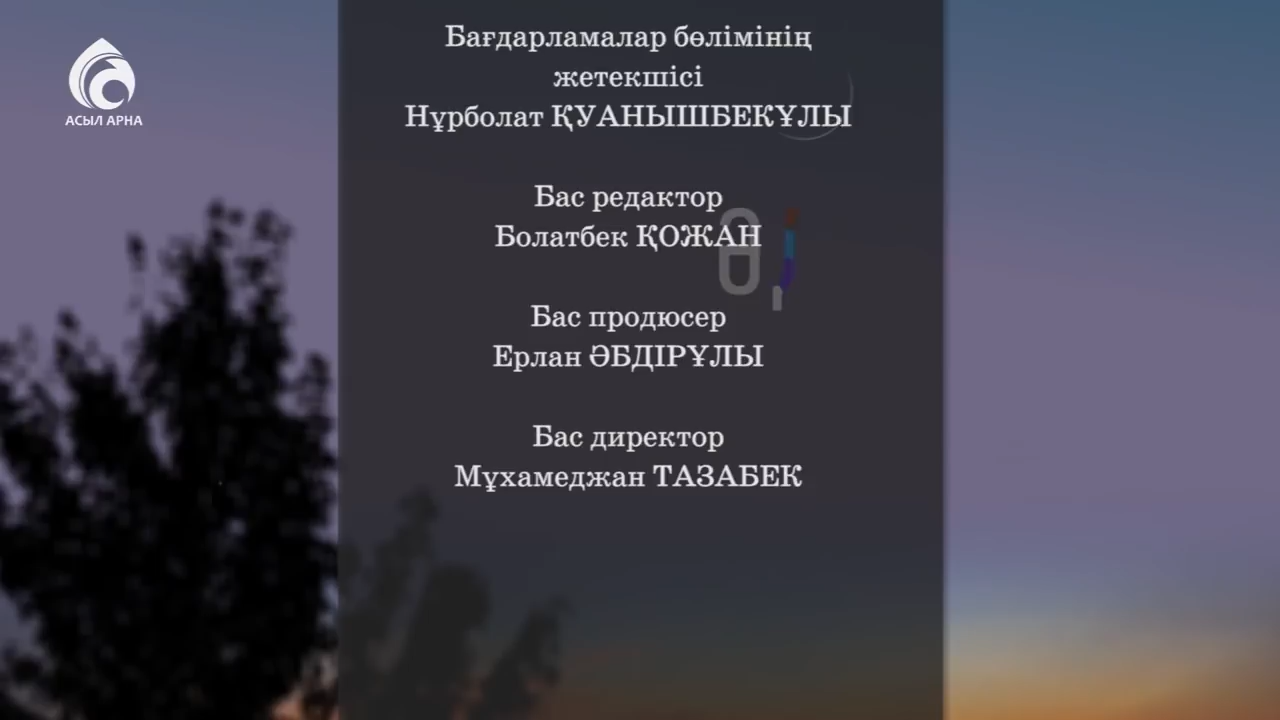 Бағдарламалар бөлімінің
жетекшісі
Нұрболат ҚУАНЫШБЕКҰЛЫ
АСЫЛ АРНА
Бас редактор
Болатбек ҚОЖАН
Бас продюсер
Ерлан ӘБДІРҰЛЫ
Бас директор
Мұхамеджан ТАЗАБЕК